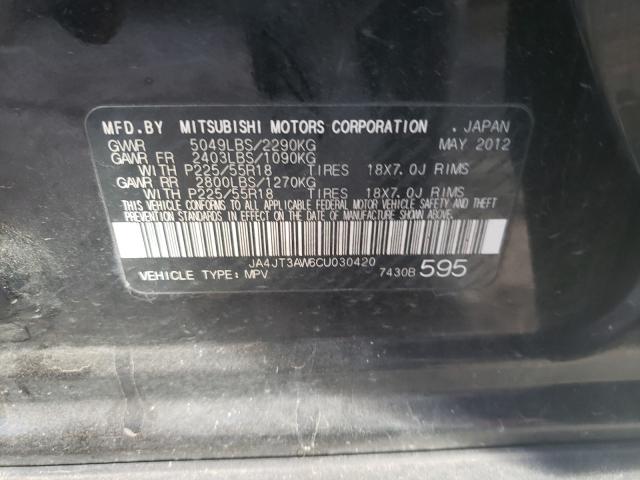 MFD.BY MITSUBISHI MOTORS CORPORATION . JAPAN
GVWR 5049LBS/2290KG MAY 2012
GAWR FR 2403LBS/1090KG
WITH P225/55R18 TIRES 18X7.0J RIMS
GAWR RR 2800LBS/1270KG
WITH P225/55R18 TIRES 18X7.0J RIMS
THIS VEHICLE CONFORMS TO ALL APPLICABLE FEDERAL MOTOR VEHICLE SAFETY AND THEFT
PREVENTION STANDARDS IN EFFECT ON THE DATE OF MANUFACTURE SHOWN ABOVE.
JA4JT3AW6CU030420
VEHICLE TYPE: MPV 7430B 595